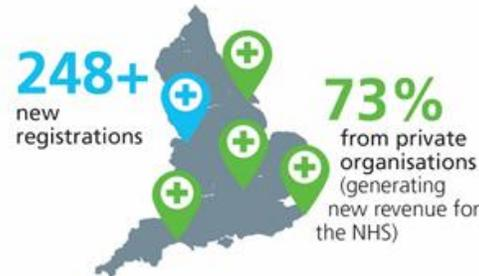 248+
new
registrations
73%
from private
organisations
(generating
new revenue for
the NHS)